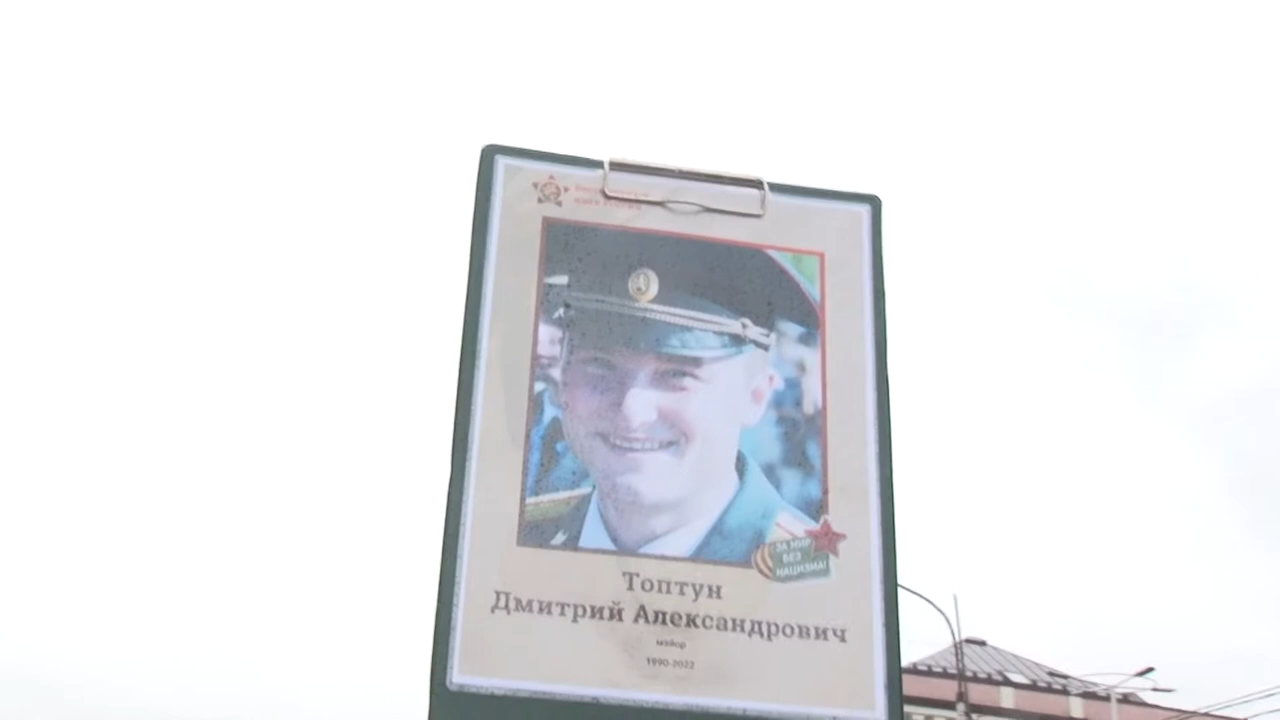 ЗА МИР
БЕЗ
НАЦИЗМА!
Топтун
Дмитрий Александрович
майор
1990-2022